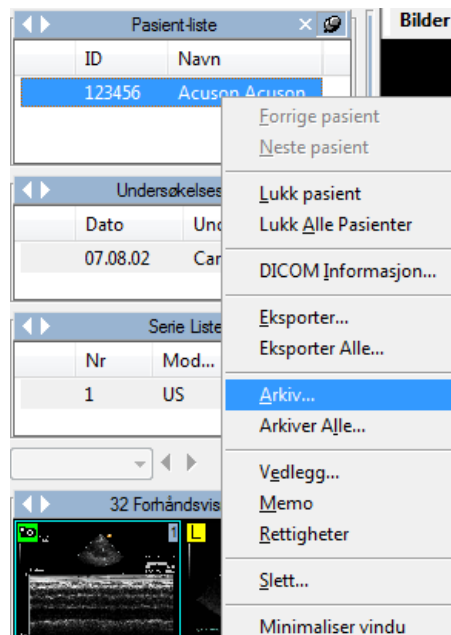 Pasient-liste
Bilder
ID Navn
123456 Acuson Acuson
Forrige pasient
Neste pasient
Lukk pasient
Lukk Alle Pasienter
DICOM Informasjon...
Eksporter...
Eksporter Alle...
Arkiv...
Arkiver Alle...
Vedlegg...
Memo
Rettigheter
Slett...
Minimaliser vindu
Undersøkelses
Dato
07.08.02 Car
Serie Liste
Nr Mod...
1 US
32 Forhåndsvis
1 L